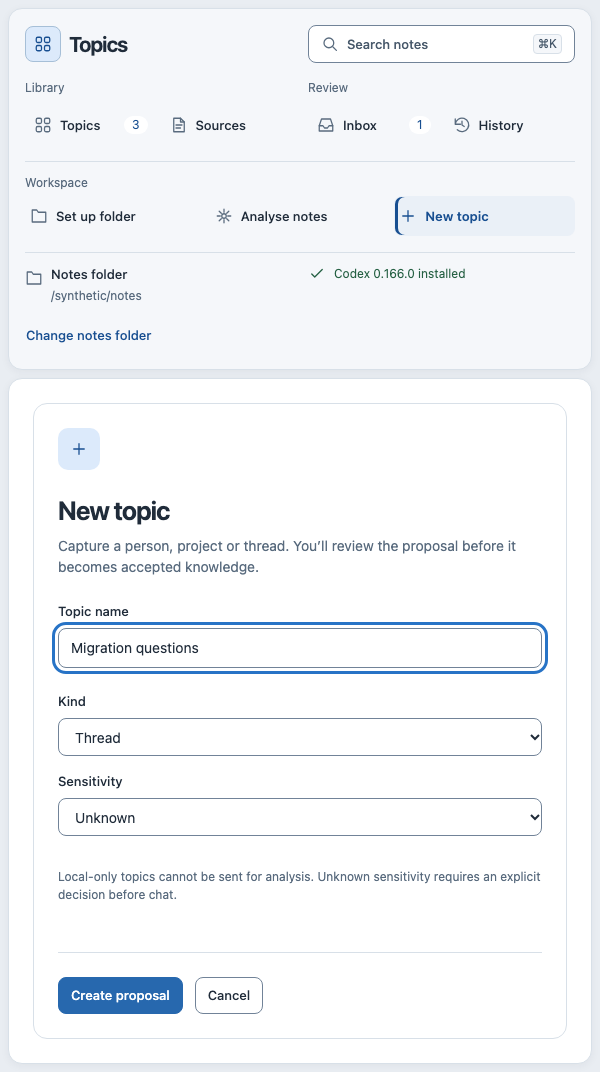 Topics
Search notes ⌘K
Library
Topics 3 Sources
Review
Inbox 1 History
Workspace
Set up folder Analyse notes New topic
Notes folder
/synthetic/notes
Codex 0.166.0 installed
Change notes folder
New topic
Capture a person, project or thread. You’ll review the proposal before it
becomes accepted knowledge.
Topic name
Migration questions
Kind
Thread
Sensitivity
Unknown
Local-only topics cannot be sent for analysis. Unknown sensitivity requires an explicit
decision before chat.
Create proposal Cancel